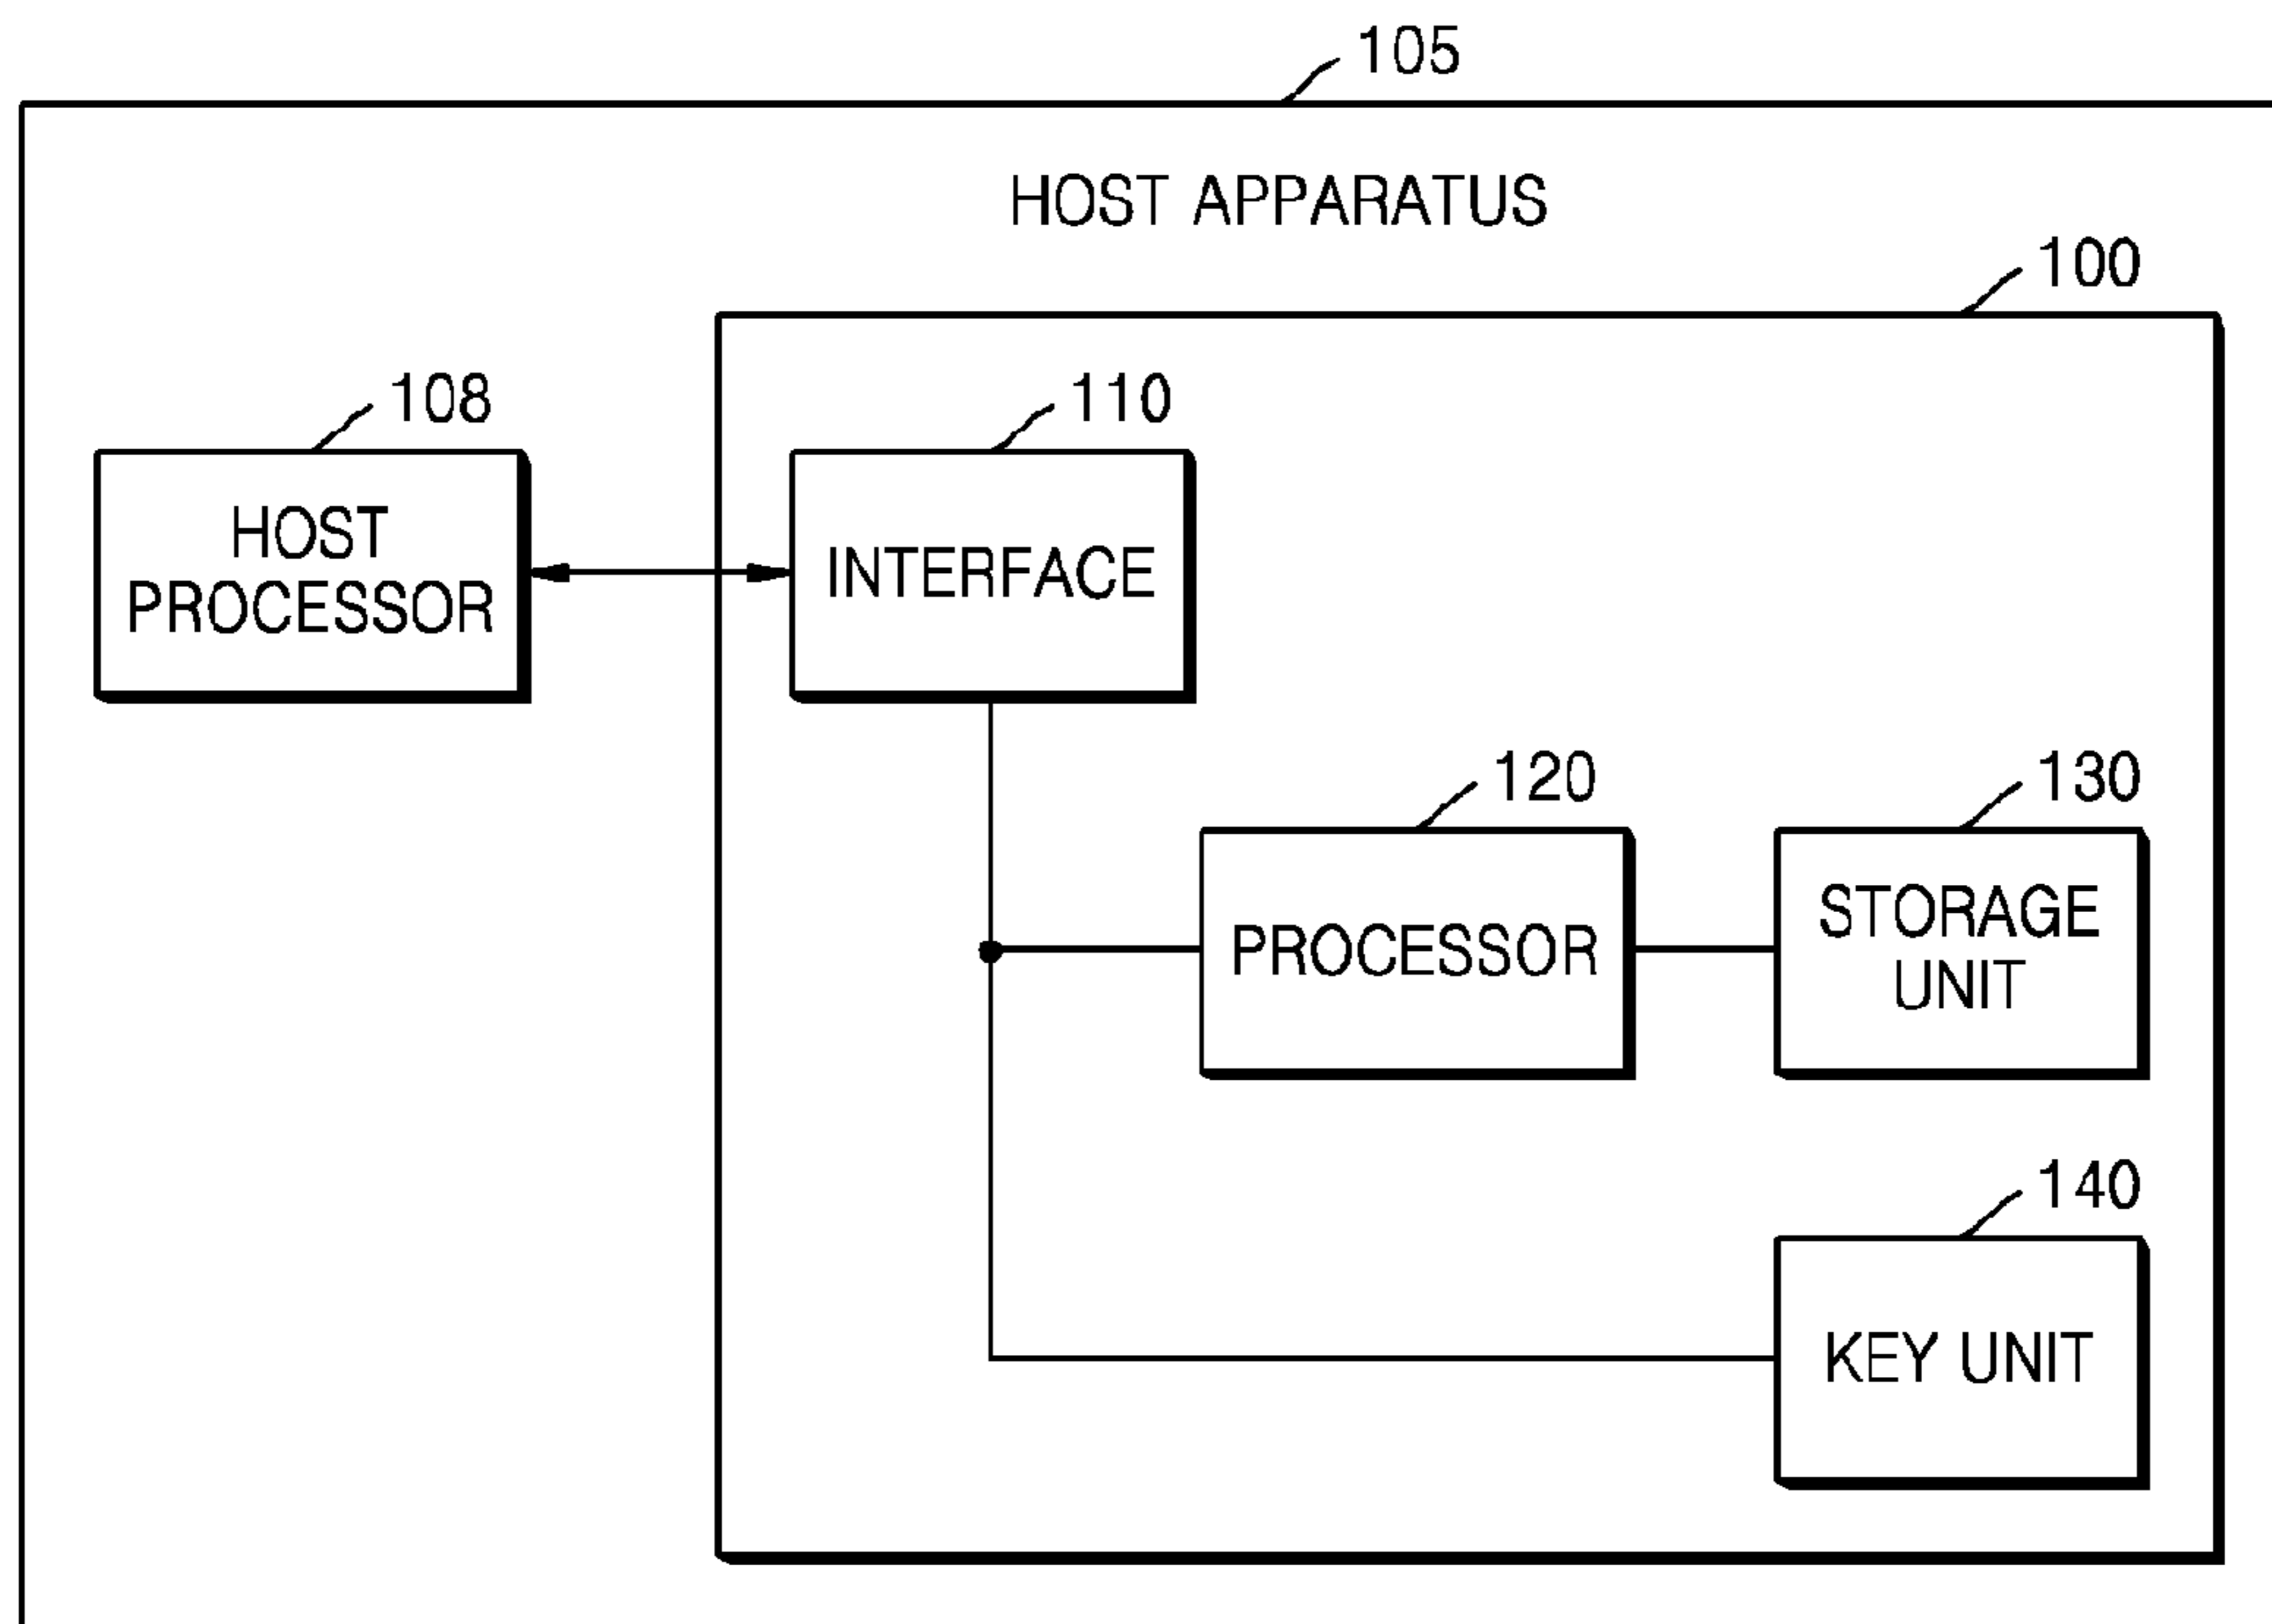 105
HOST APPARATUS
100
108
110
HOST
PROCESSOR
INTERFACE
120
130
PROCESSOR
STORAGE
UNIT
140
KEY UNIT